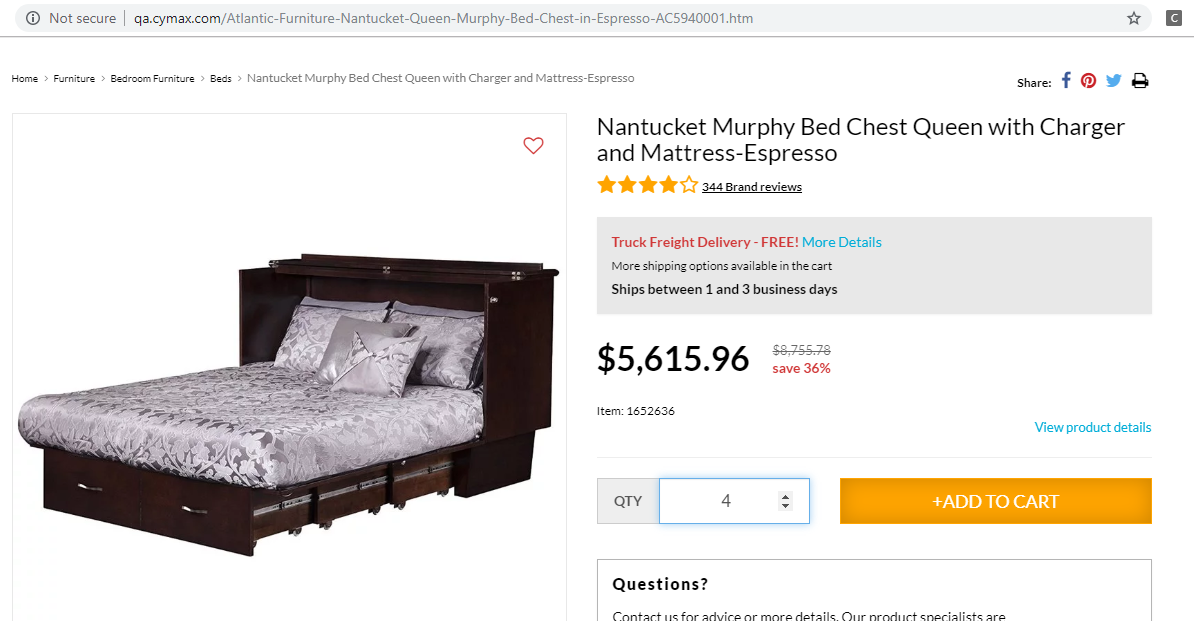 Not secure | qa.cymax.com/Atlantic-Furniture-Nantucket-Queen-Murphy-Bed-Chest-in-Espresso-AC5940001.htm
C
Home > Furniture > Bedroom Furniture > Beds > Nantucket Murphy Bed Chest Queen with Charger and Mattress-Espresso
Share:
Nantucket Murphy Bed Chest Queen with Charger
and Mattress-Espresso
344 Brand reviews
Truck Freight Delivery - FREE! More Details
More shipping options available in the cart
Ships between 1 and 3 business days
$5,615.96 $8,755.78
save 36%
Item: 1652636
View product details
QTY 4 +ADD TO CART
Questions?
Contact us for advice or more details. Our product specialists are